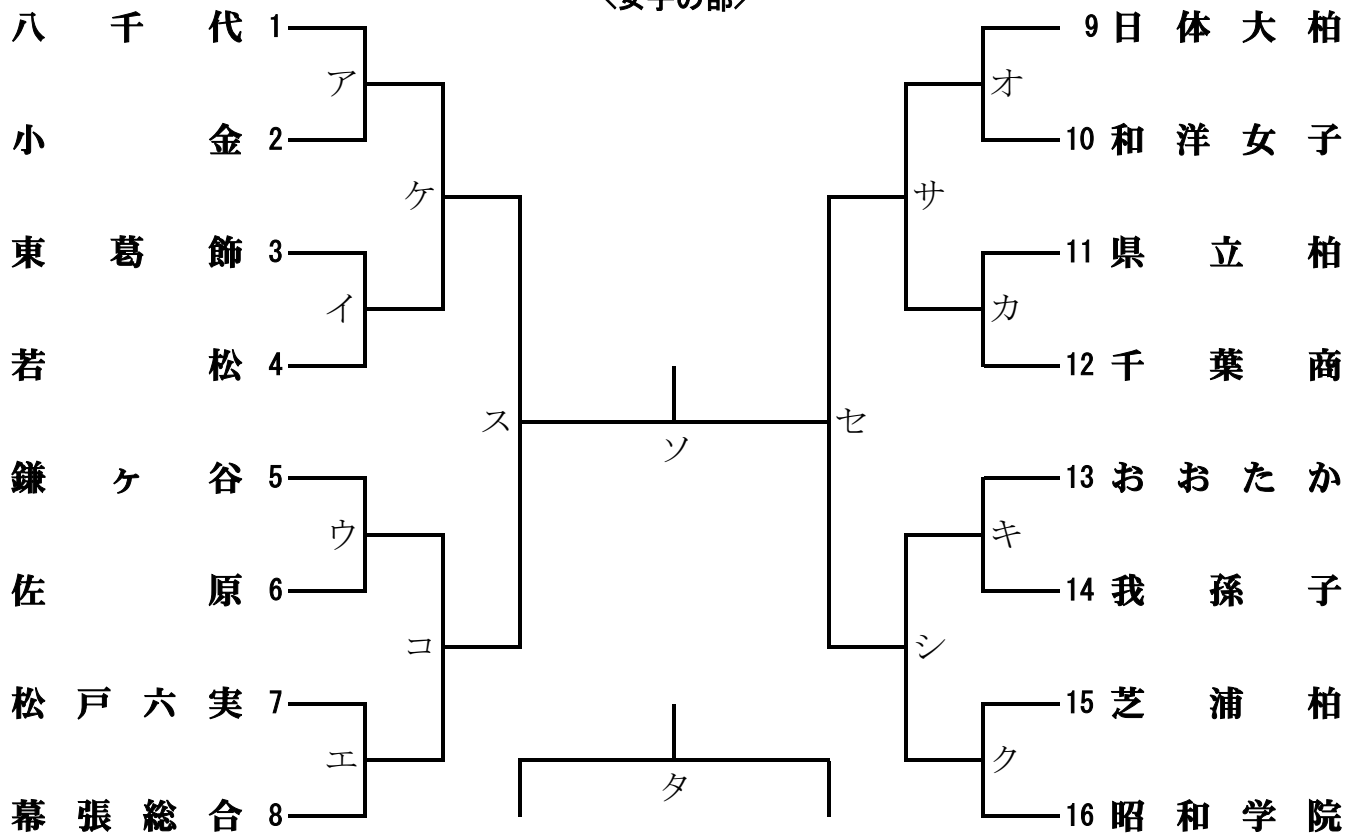 <女子の部>
八千代 1
ア
小金 2
ケ
東葛飾 3
イ
若松 4
ス
鎌ヶ谷 5
ウ
佐原 6
コ
松戸六実 7
エ
幕張総合 8
ソ
タ
9 日体大柏
オ
10 和洋女子
サ
11 県立柏
カ
12 千葉商
セ
13 おおたか
キ
14 我孫子
シ
15 芝浦柏
ク
16 昭和学院